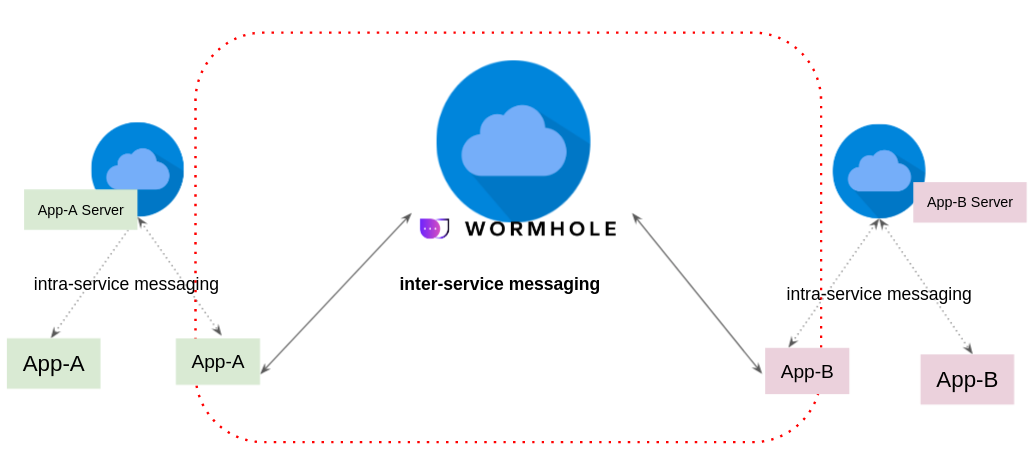 App-A Server
App-B Server
WORMHOLE
intra-service messaging
inter-service messaging
intra-service messaging
App-A
App-A
App-B
App-B